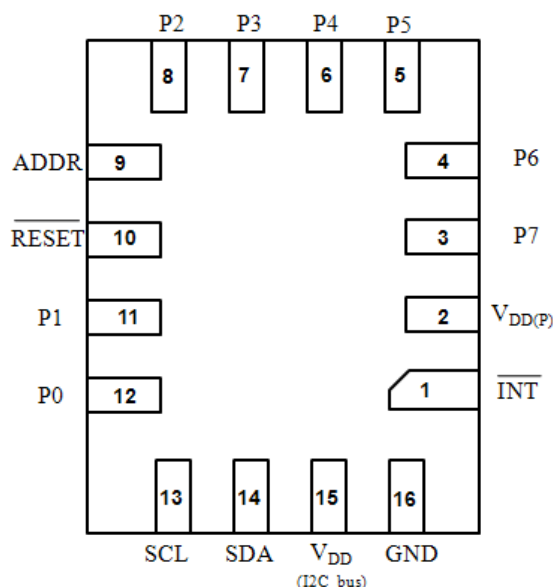 P2 P3 P4 P5
8 7 6 5
ADDR 9 4 P6
RESET 10 3 P7
P1 11 2 VDD(P)
P0 12 1 INT
13 14 15 16
SCL SDA VDD GND
(I2C bus)